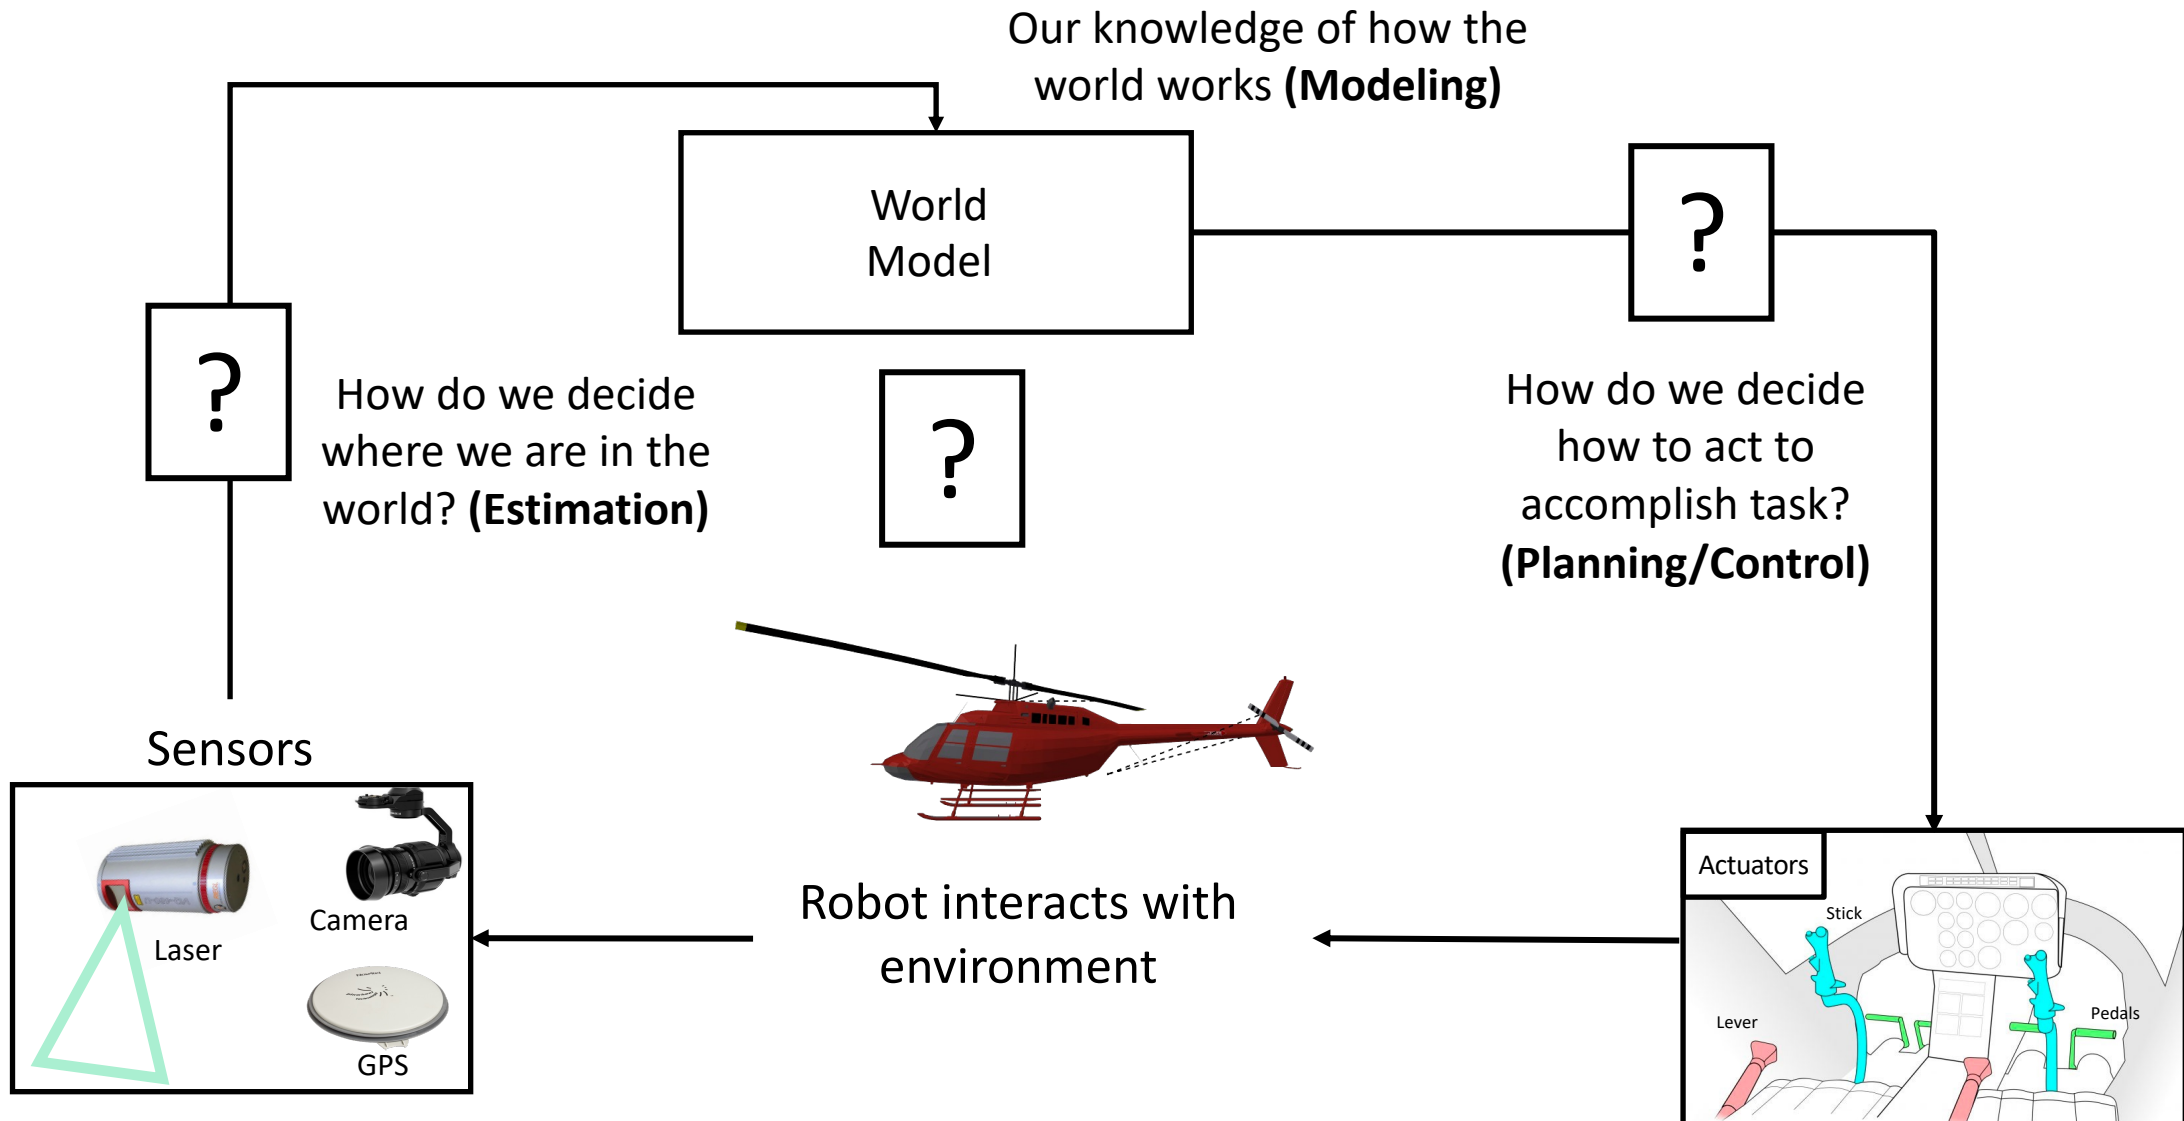 Our knowledge of how the
world works (Modeling)
World
Model
?
?
How do we decide
where we are in the
world? (Estimation)
?
How do we decide
how to act to
accomplish task?
(Planning/Control)
Sensors
Camera
Laser
GPS
Robot interacts with
environment
Actuators
Stick
Lever
Pedals